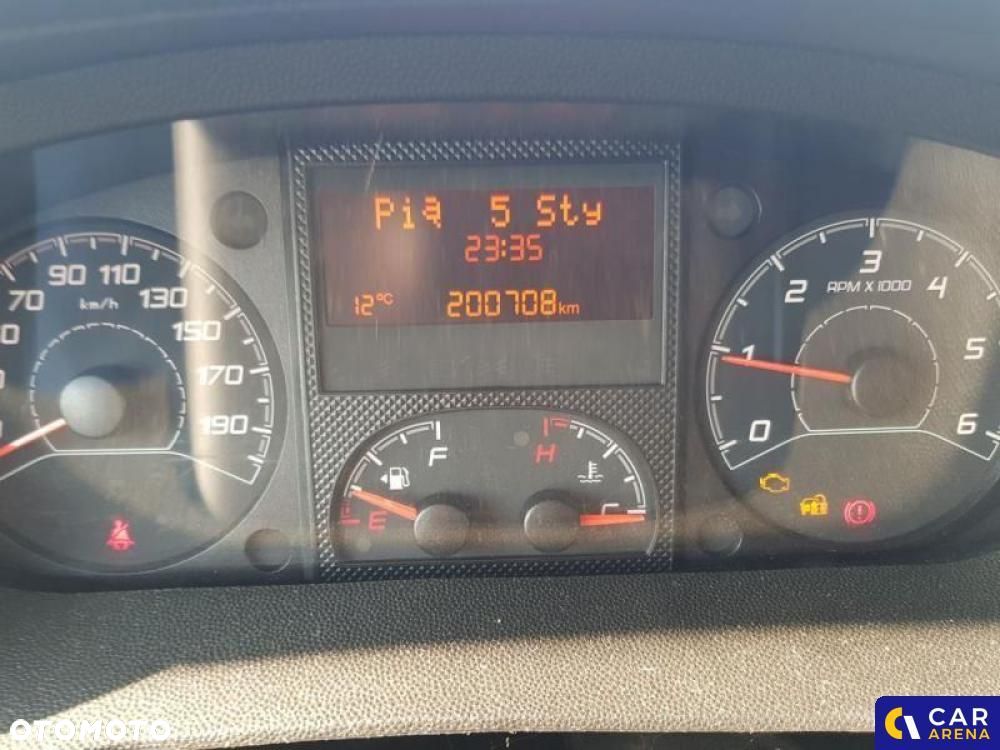 Pią 5 Sty
23:35
12°C 200708km
70 90 110 130 150 170 190
km/h
F
E
H
C
0 1 2 3 4 5 6
RPM X 1000
OTOMOTO
CAR
ARENA